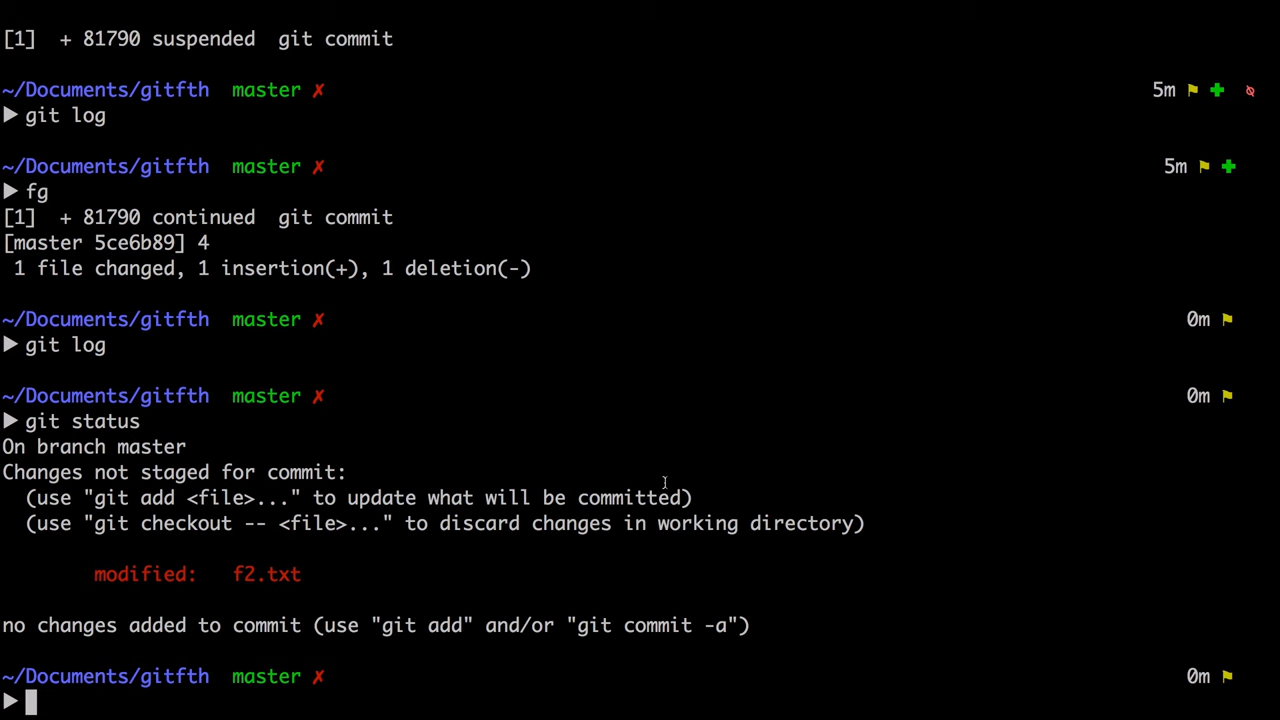 [1]  + 81790 suspended  git commit
~/Documents/gitfth  master ✗ 5m ⚑ ✚ ⦰
▶ git log
~/Documents/gitfth  master ✗ 5m ⚑ ✚
▶ fg
[1]  + 81790 continued  git commit
[master 5ce6b89] 4
 1 file changed, 1 insertion(+), 1 deletion(-)
~/Documents/gitfth  master ✗ 0m ⚑
▶ git log
~/Documents/gitfth  master ✗ 0m ⚑
▶ git status
On branch master
Changes not staged for commit:
  (use "git add <file>..." to update what will be committed)
  (use "git checkout -- <file>..." to discard changes in working directory)
        modified:   f2.txt
no changes added to commit (use "git add" and/or "git commit -a")
~/Documents/gitfth  master ✗ 0m ⚑
▶